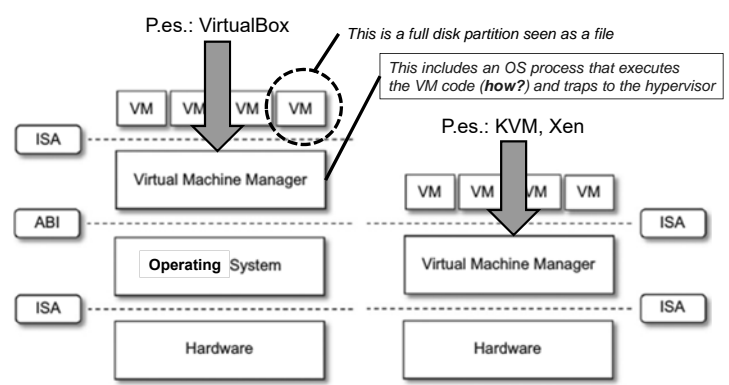 P.es.: VirtualBox
This is a full disk partition seen as a file
This includes an OS process that executes
the VM code (how?) and traps to the hypervisor
VM VM VM VM
ISA
Virtual Machine Manager
ABI
Operating System
ISA
Hardware
P.es.: KVM, Xen
VM VM VM VM
ISA
Virtual Machine Manager
ISA
Hardware